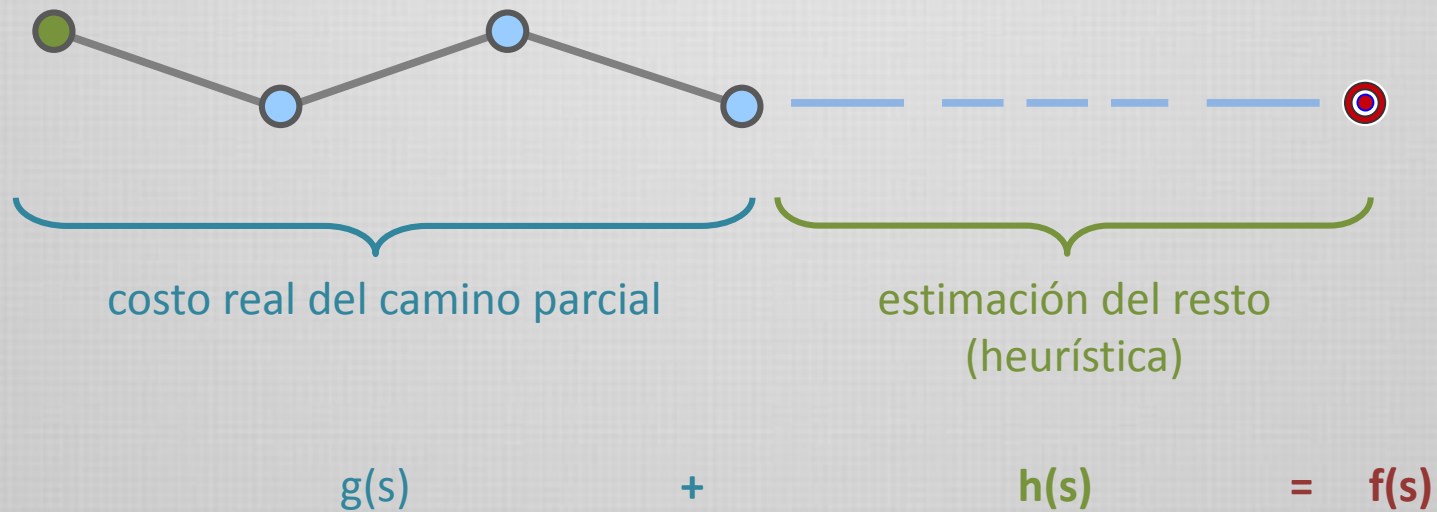 costo real del camino parcial
estimación del resto
(heurística)
g(s) + h(s) = f(s)